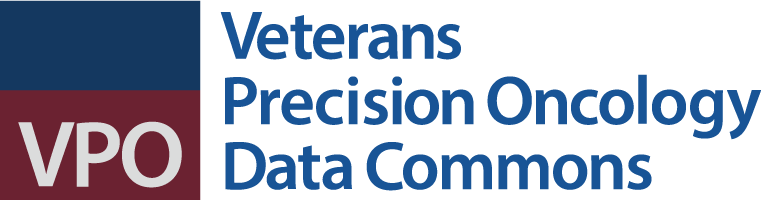 VPO
Veterans
Precision Oncology
Data Commons